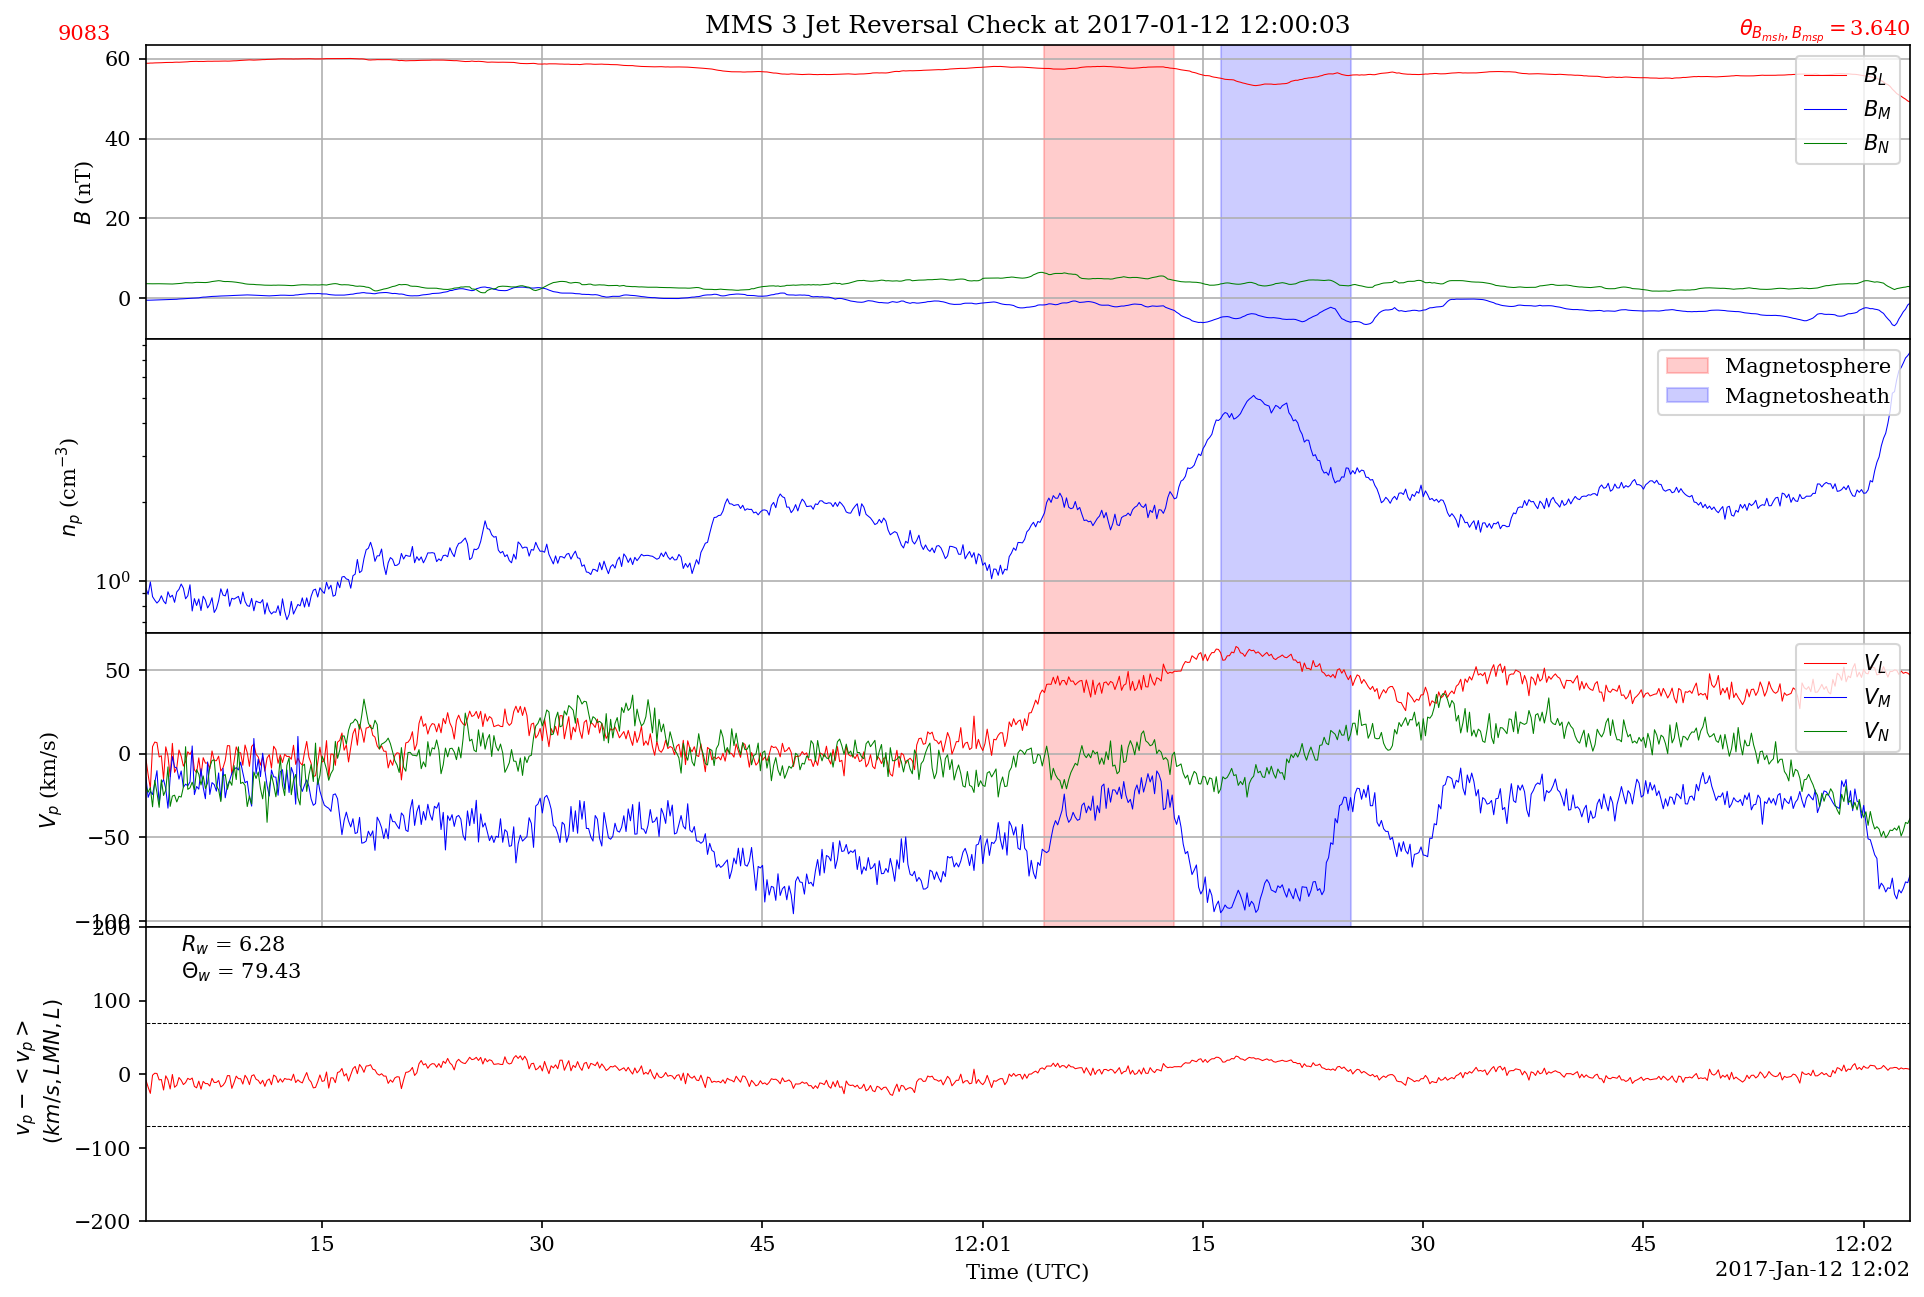 MMS 3 Jet Reversal Check at 2017-01-12 12:00:03
9083
θ_{B_{msh}, B_{msp}} = 3.640
60
40
20
0
B (nT)
B_L
B_M
B_N
10^0
n_p (cm^{−3})
Magnetosphere
Magnetosheath
50
0
−50
−100
V_p (km/s)
V_L
V_M
V_N
200
100
0
−100
−200
v_p − < v_p >
(km/s, LMN, L)
R_w = 6.28
Θ_w = 79.43
15 30 45 12:01 15 30 45 12:02
Time (UTC)
2017-Jan-12 12:02